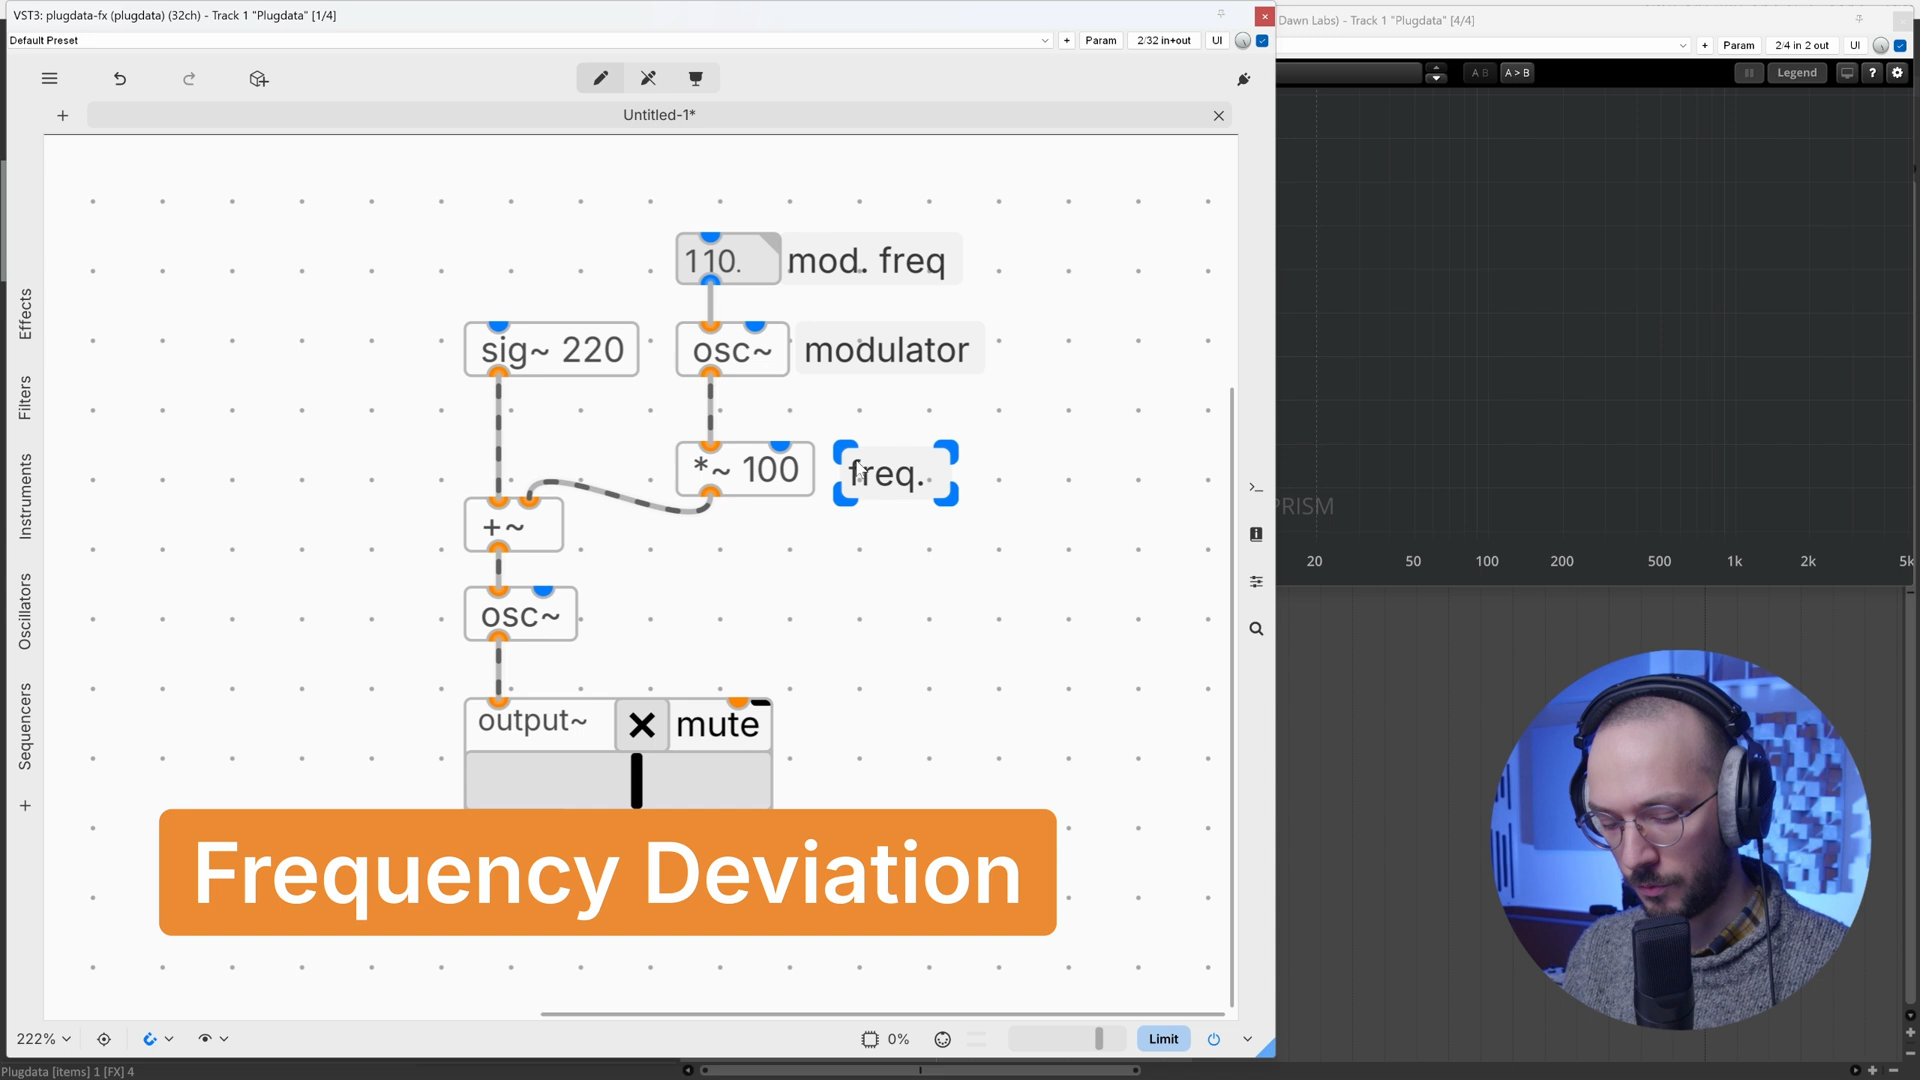 VST3: plugdata-fx (plugdata) (32ch) - Track 1 "Plugdata" [1/4]
Dawn Labs) - Track 1 "Plugdata" [4/4]
Default Preset
+
Param
2/32 in+out
UI
+
Param
2/4 in 2 out
UI
A B
A > B
Legend
?
+
Untitled-1*
110.
mod. freq
sig~ 220
osc~
modulator
*~ 100
freq.
+~
osc~
output~
mute
Frequency Deviation
Effects
Filters
Instruments
Oscillators
Sequencers
+
PRISM
20
50
100
200
500
1k
2k
5k
222%
0%
Limit
Plugdata [items] 1 [FX] 4